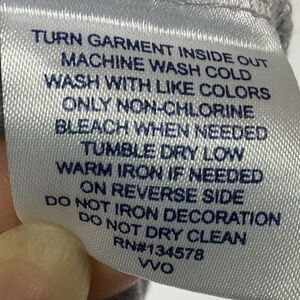 TURN GARMENT INSIDE OUT
MACHINE WASH COLD
WASH WITH LIKE COLORS
ONLY NON-CHLORINE
BLEACH WHEN NEEDED
TUMBLE DRY LOW
WARM IRON IF NEEDED
ON REVERSE SIDE
DO NOT IRON DECORATION
DO NOT DRY CLEAN
RN#134578
VVO